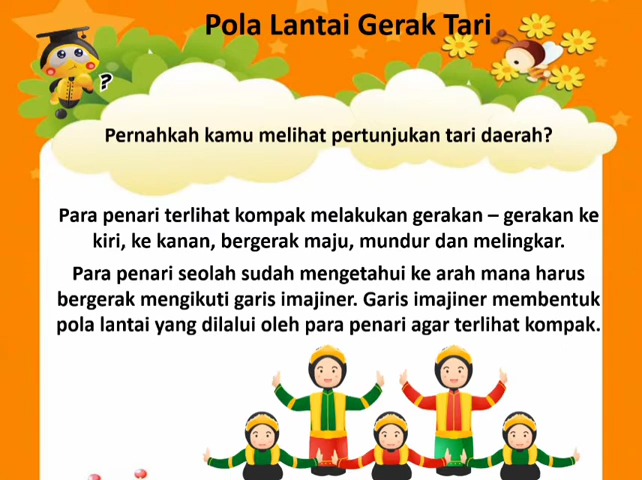 Pola Lantai Gerak Tari
?
Pernahkah kamu melihat pertunjukan tari daerah?
Para penari terlihat kompak melakukan gerakan – gerakan ke
kiri, ke kanan, bergerak maju, mundur dan melingkar.
Para penari seolah sudah mengetahui ke arah mana harus
bergerak mengikuti garis imajiner. Garis imajiner membentuk
pola lantai yang dilalui oleh para penari agar terlihat kompak.